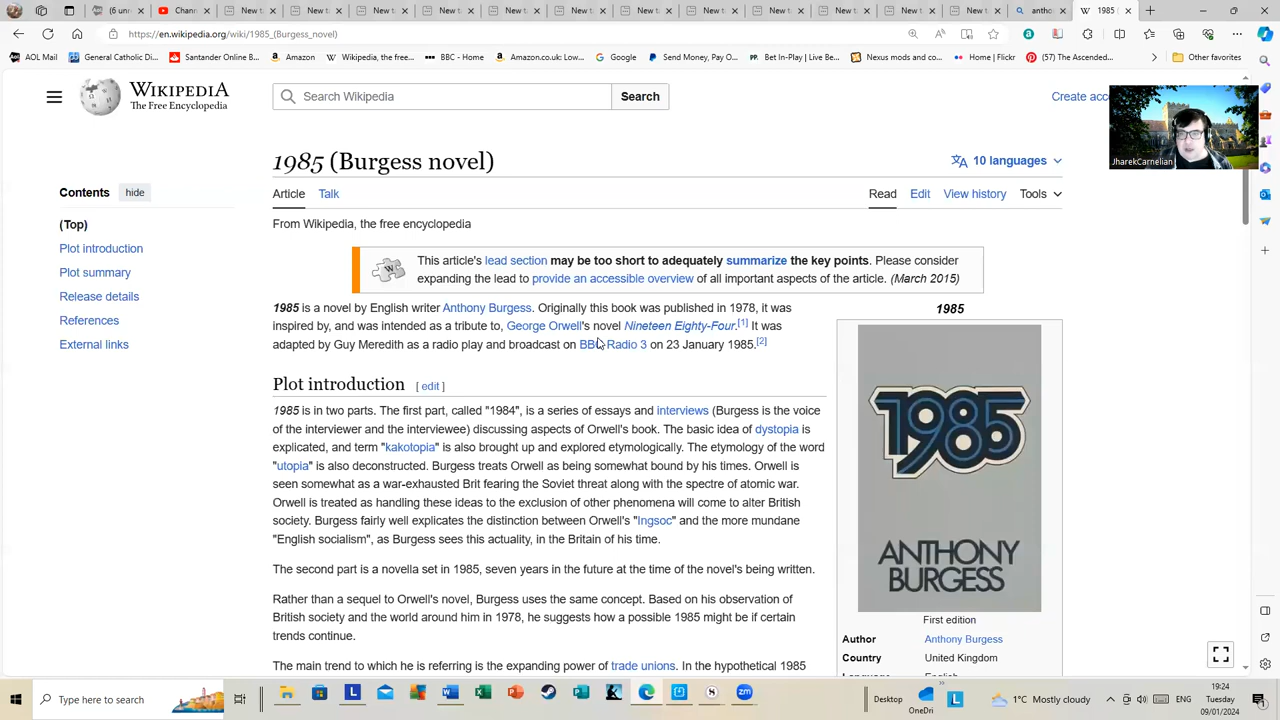 (6 unr
Cat
New T
Cu
New T
New T
New
New T
antho
1985
https://en.wikipedia.org/wiki/1985_(Burgess_novel)
AOL Mail
General Catholic Di...
Santander Online B...
Amazon
Wikipedia, the free...
BBC - Home
Amazon.co.uk: Low...
Google
Send Money, Pay O...
Bet In-Play | Live Be...
Nexus mods and co...
Home | Flickr
(57) The Ascended...
Other favorites
WIKIPEDIA
The Free Encyclopedia
Search Wikipedia
Search
Create acc
JharekCarnelian
1985 (Burgess novel)
10 languages
Contents
hide
(Top)
Plot introduction
Plot summary
Release details
References
External links
Article
Talk
Read
Edit
View history
Tools
From Wikipedia, the free encyclopedia
This article's lead section may be too short to adequately summarize the key points. Please consider
expanding the lead to provide an accessible overview of all important aspects of the article. (March 2015)
1985 is a novel by English writer Anthony Burgess. Originally this book was published in 1978, it was
inspired by, and was intended as a tribute to, George Orwell's novel Nineteen Eighty-Four.[1] It was
adapted by Guy Meredith as a radio play and broadcast on BBC Radio 3 on 23 January 1985.[2]
Plot introduction [ edit ]
1985 is in two parts. The first part, called "1984", is a series of essays and interviews (Burgess is the voice
of the interviewer and the interviewee) discussing aspects of Orwell's book. The basic idea of dystopia is
explicated, and term "kakotopia" is also brought up and explored etymologically. The etymology of the word
"utopia" is also deconstructed. Burgess treats Orwell as being somewhat bound by his times. Orwell is
seen somewhat as a war-exhausted Brit fearing the Soviet threat along with the spectre of atomic war.
Orwell is treated as handling these ideas to the exclusion of other phenomena will come to alter British
society. Burgess fairly well explicates the distinction between Orwell's "Ingsoc" and the more mundane
"English socialism", as Burgess sees this actuality, in the Britain of his time.
The second part is a novella set in 1985, seven years in the future at the time of the novel's being written.
Rather than a sequel to Orwell's novel, Burgess uses the same concept. Based on his observation of
British society and the world around him in 1978, he suggests how a possible 1985 might be if certain
trends continue.
The main trend to which he is referring is the expanding power of trade unions. In the hypothetical 1985
1985
1985
ANTHONY
BURGESS
First edition
Author Anthony Burgess
Country United Kingdom
Type here to search
Desktop
OneDri
English
1°C Mostly cloudy
ENG
19:24
Tuesday
09/01/2024